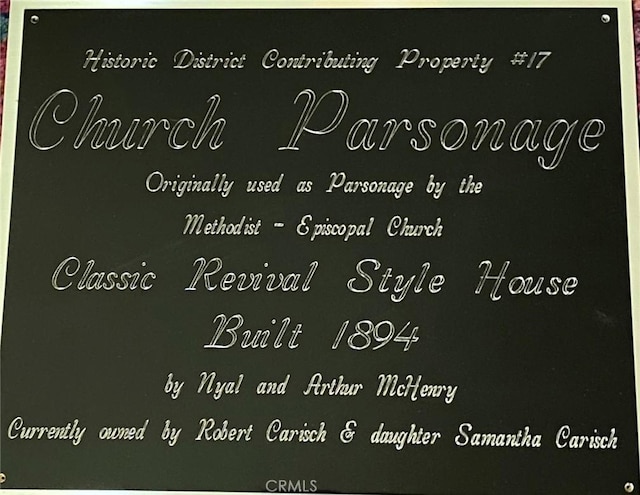 Historic District Contributing Property #17
Church Parsonage
Originally used as Parsonage by the
Methodist - Episcopal Church
Classic Revival Style House
Built 1894
by Nyal and Arthur McHenry
Currently owned by Robert Carisch & daughter Samantha Carisch
CRMLS